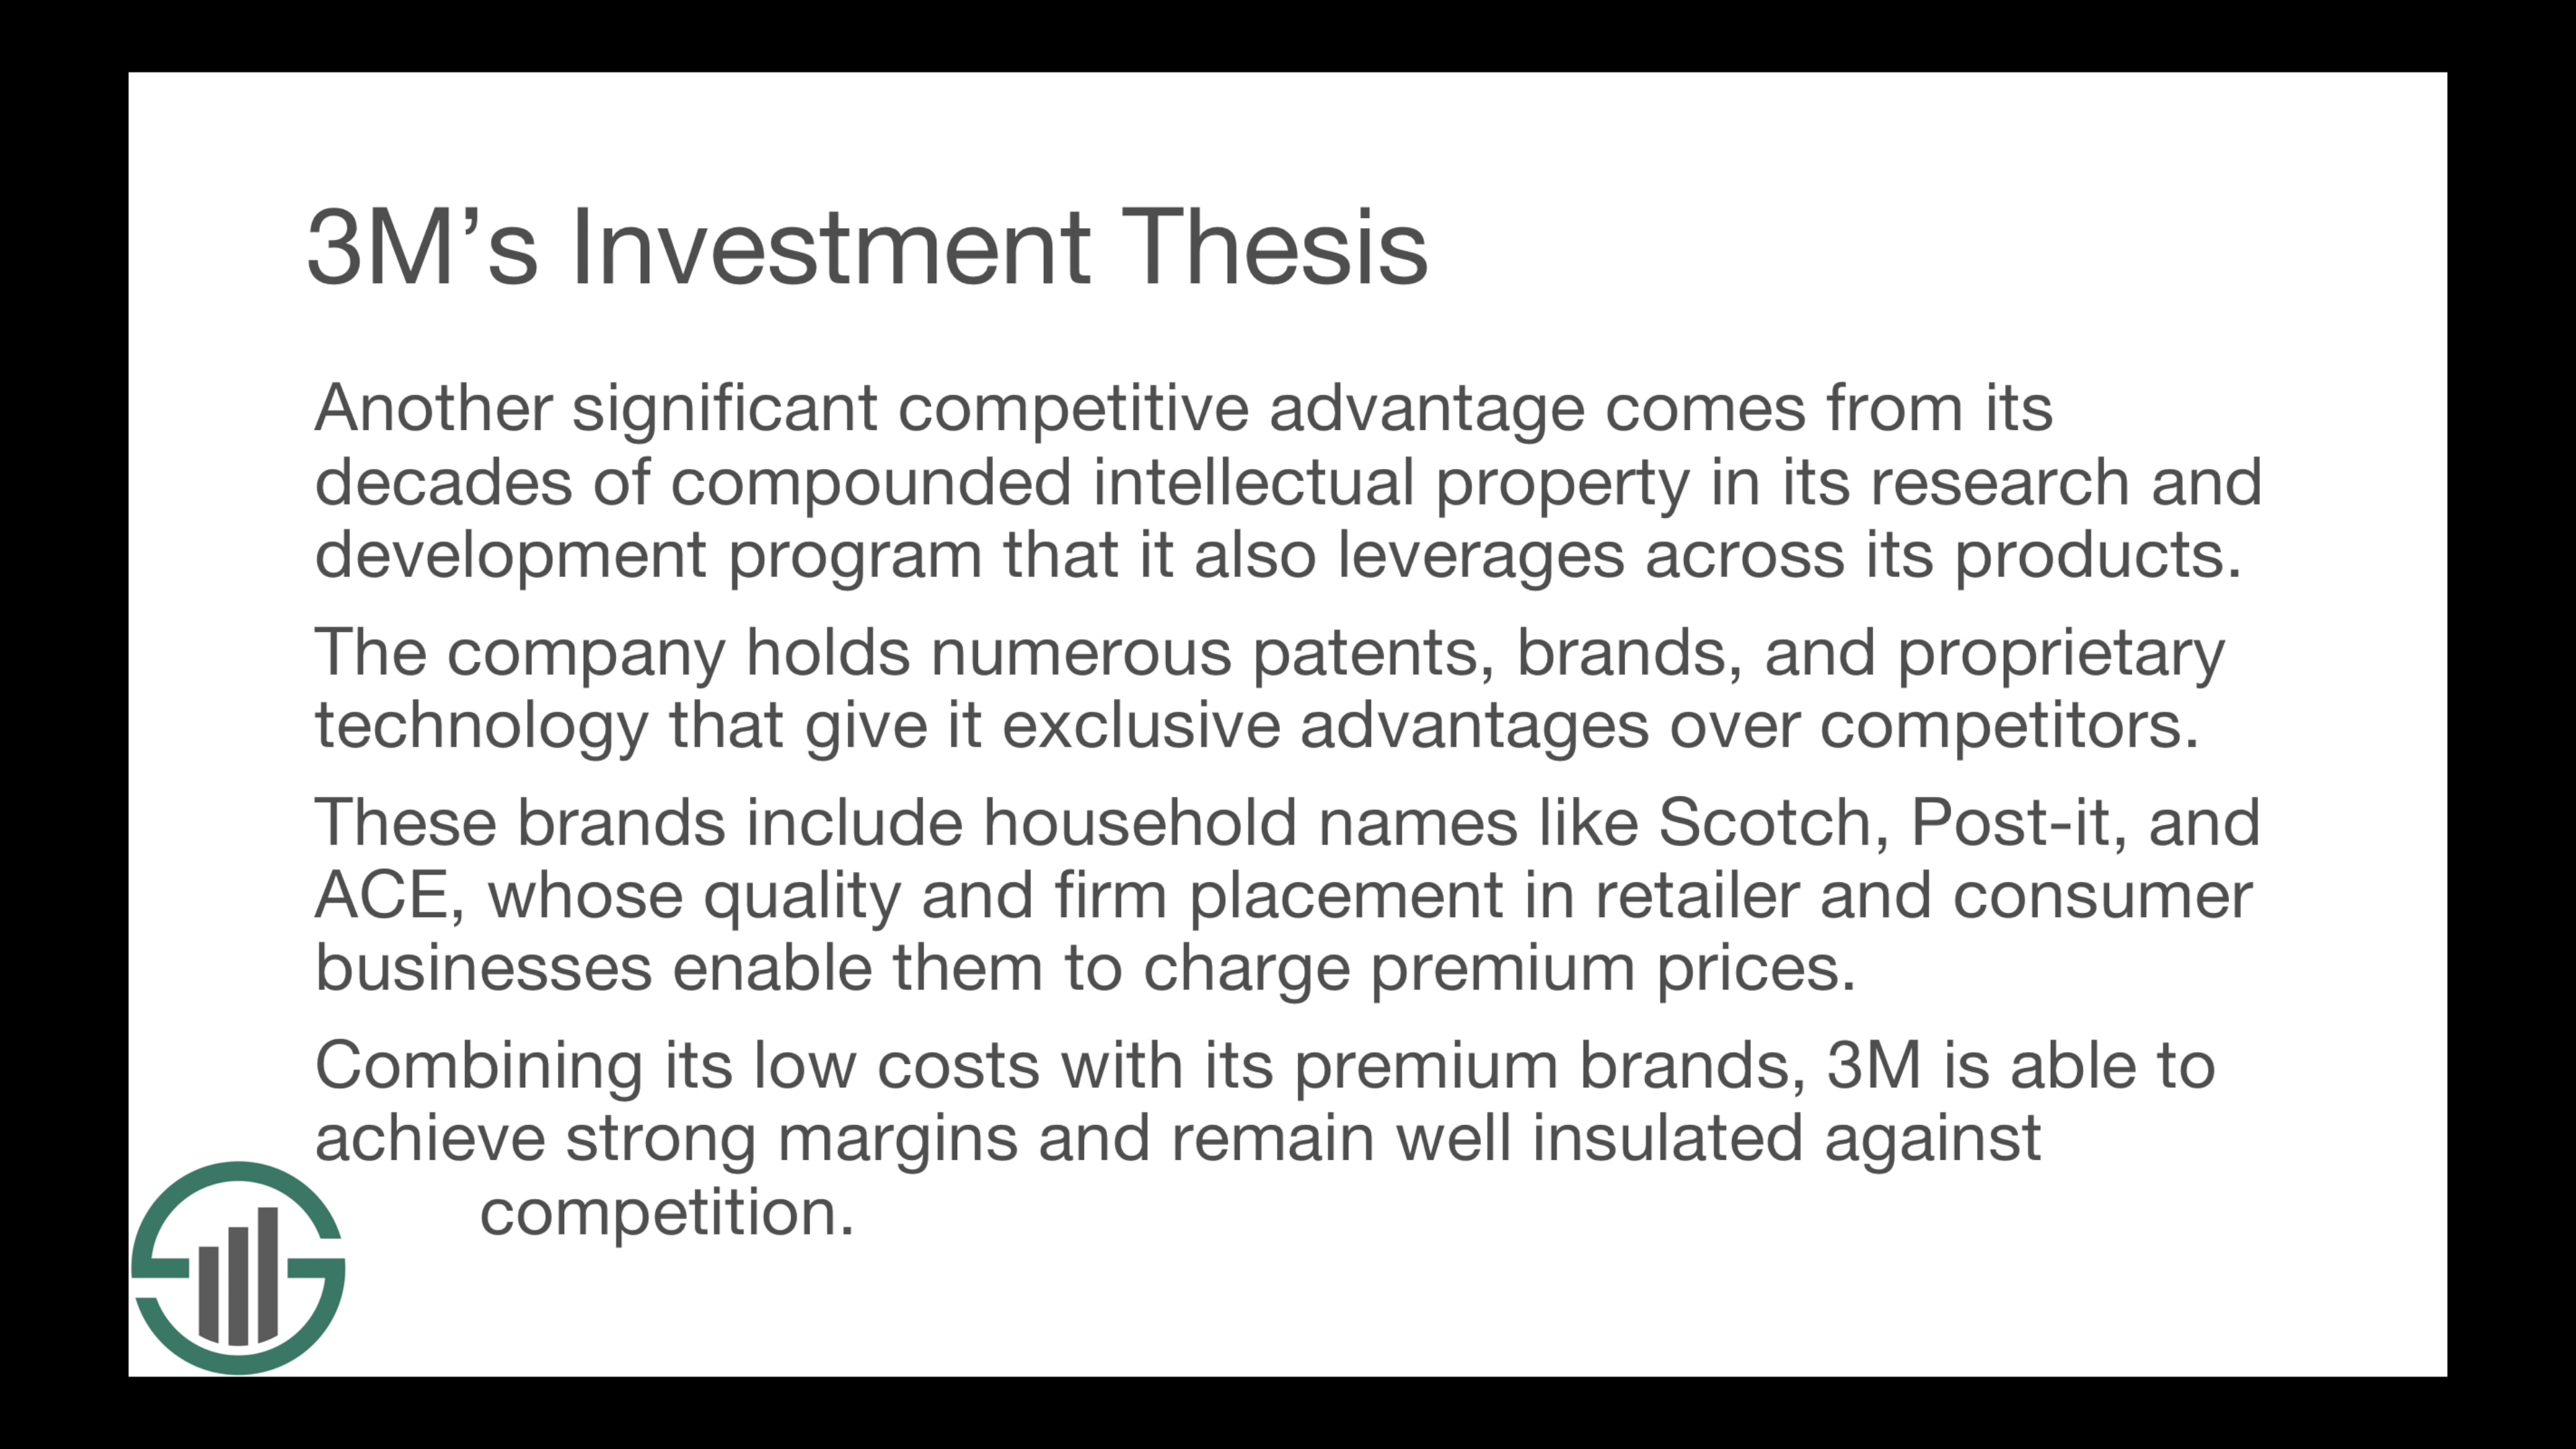 3M’s Investment Thesis
Another significant competitive advantage comes from its
decades of compounded intellectual property in its research and
development program that it also leverages across its products.
The company holds numerous patents, brands, and proprietary
technology that give it exclusive advantages over competitors.
These brands include household names like Scotch, Post-it, and
ACE, whose quality and firm placement in retailer and consumer
businesses enable them to charge premium prices.
Combining its low costs with its premium brands, 3M is able to
achieve strong margins and remain well insulated against
competition.